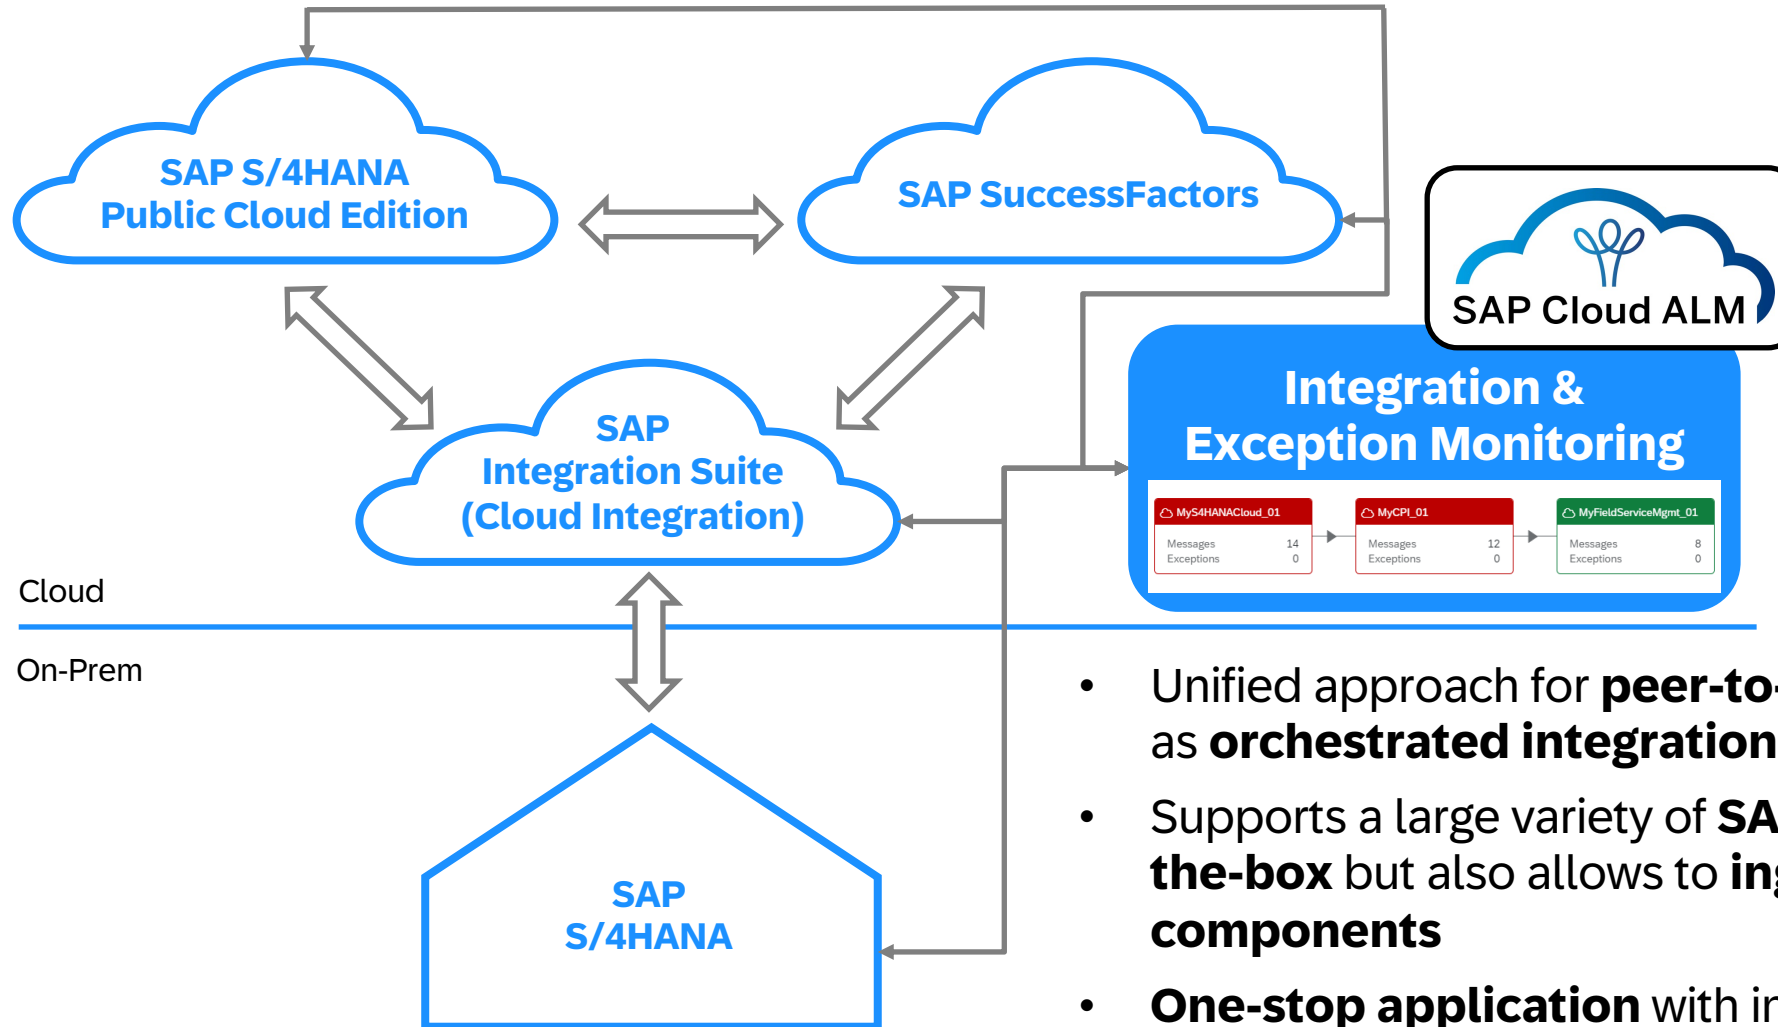 SAP S/4HANA
Public Cloud Edition
SAP SuccessFactors
SAP Cloud ALM
SAP
Integration Suite
(Cloud Integration)
Integration &
Exception Monitoring
MyS4HANACloud_01
Messages 14
Exceptions 0
MyCPI_01
Messages 12
Exceptions 0
MyFieldServiceMgmt_01
Messages 8
Exceptions 0
Cloud
On-Prem
SAP
S/4HANA
• Unified approach for peer-to-
as orchestrated integration
• Supports a large variety of SA
the-box but also allows to ing
components
• One-stop application with in